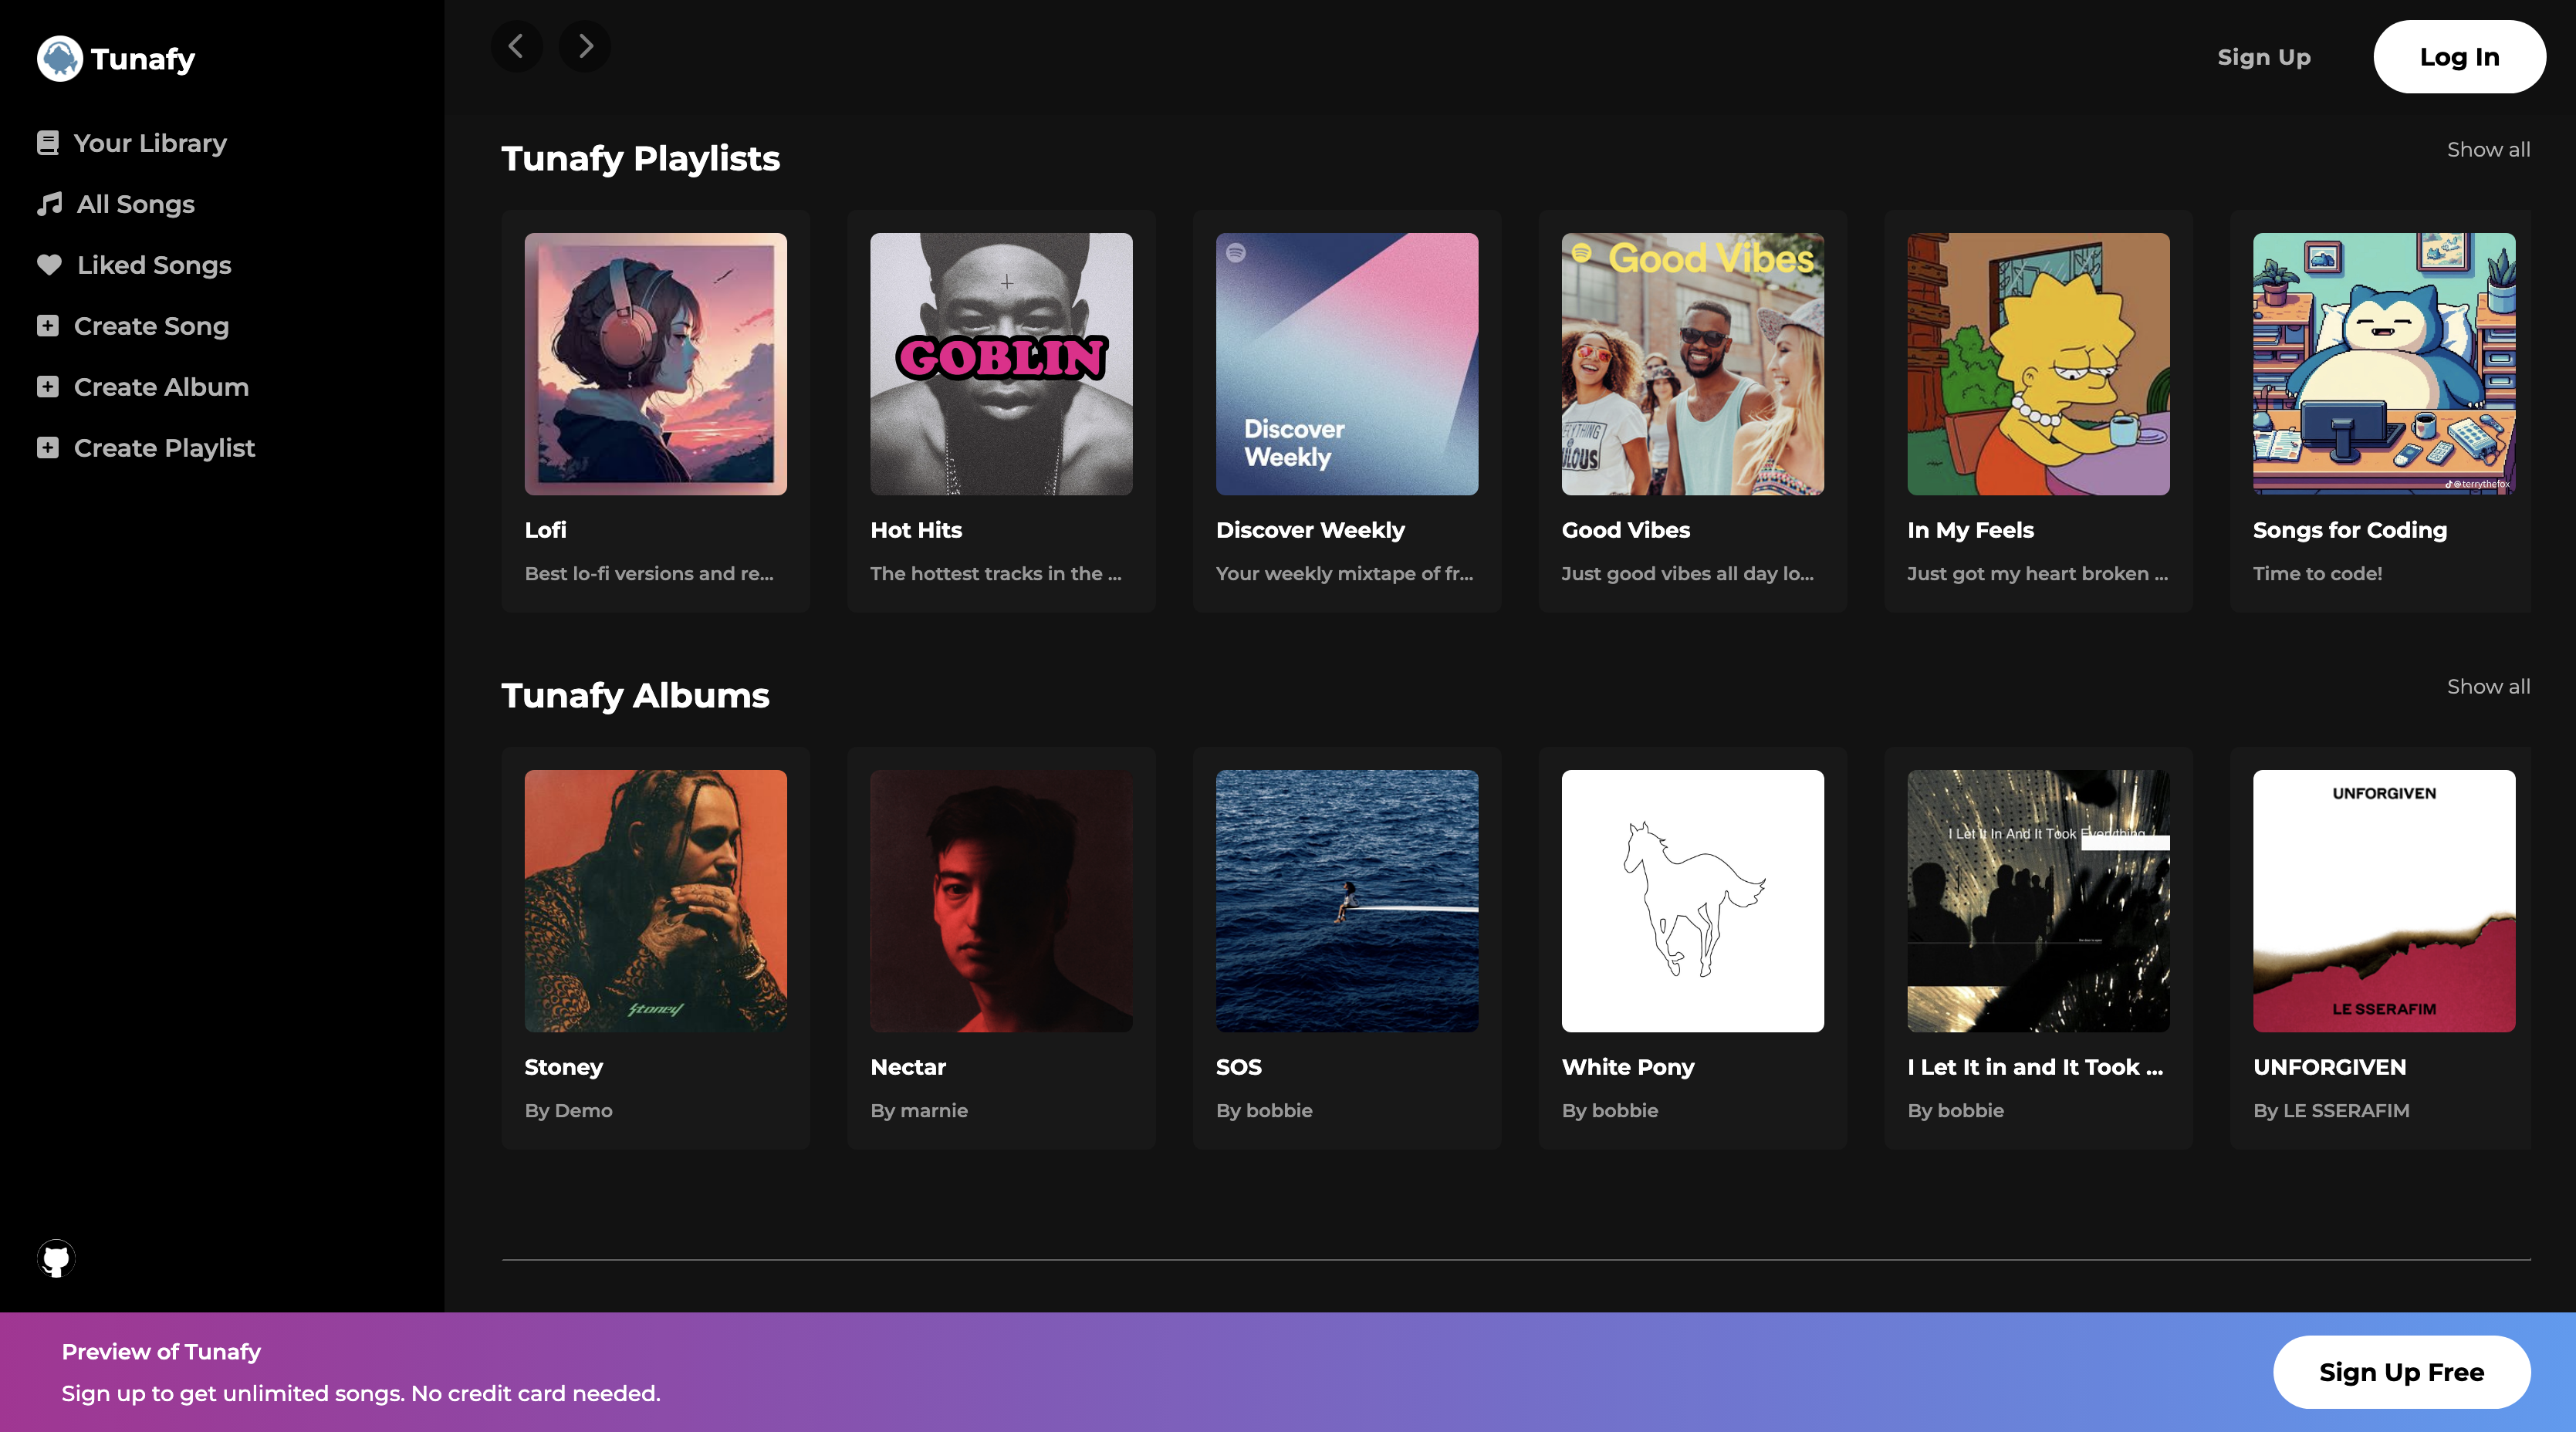 Tunafy
Your Library
All Songs
Liked Songs
Create Song
Create Album
Create Playlist
Sign Up
Log In
Tunafy Playlists
Show all
GOBLIN
Discover
Weekly
Good Vibes
@terrythefox
Lofi
Hot Hits
Discover Weekly
Good Vibes
In My Feels
Songs for Coding
Best lo-fi versions and re...
The hottest tracks in the ...
Your weekly mixtape of fr...
Just good vibes all day lo...
Just got my heart broken ...
Time to code!
Tunafy Albums
Show all
Stoney
I Let It In And It Took Everything
UNFORGIVEN
LE SSERAFIM
Stoney
Nectar
SOS
White Pony
I Let It in and It Took ...
UNFORGIVEN
By Demo
By marnie
By bobbie
By bobbie
By bobbie
By LE SSERAFIM
Preview of Tunafy
Sign up to get unlimited songs. No credit card needed.
Sign Up Free